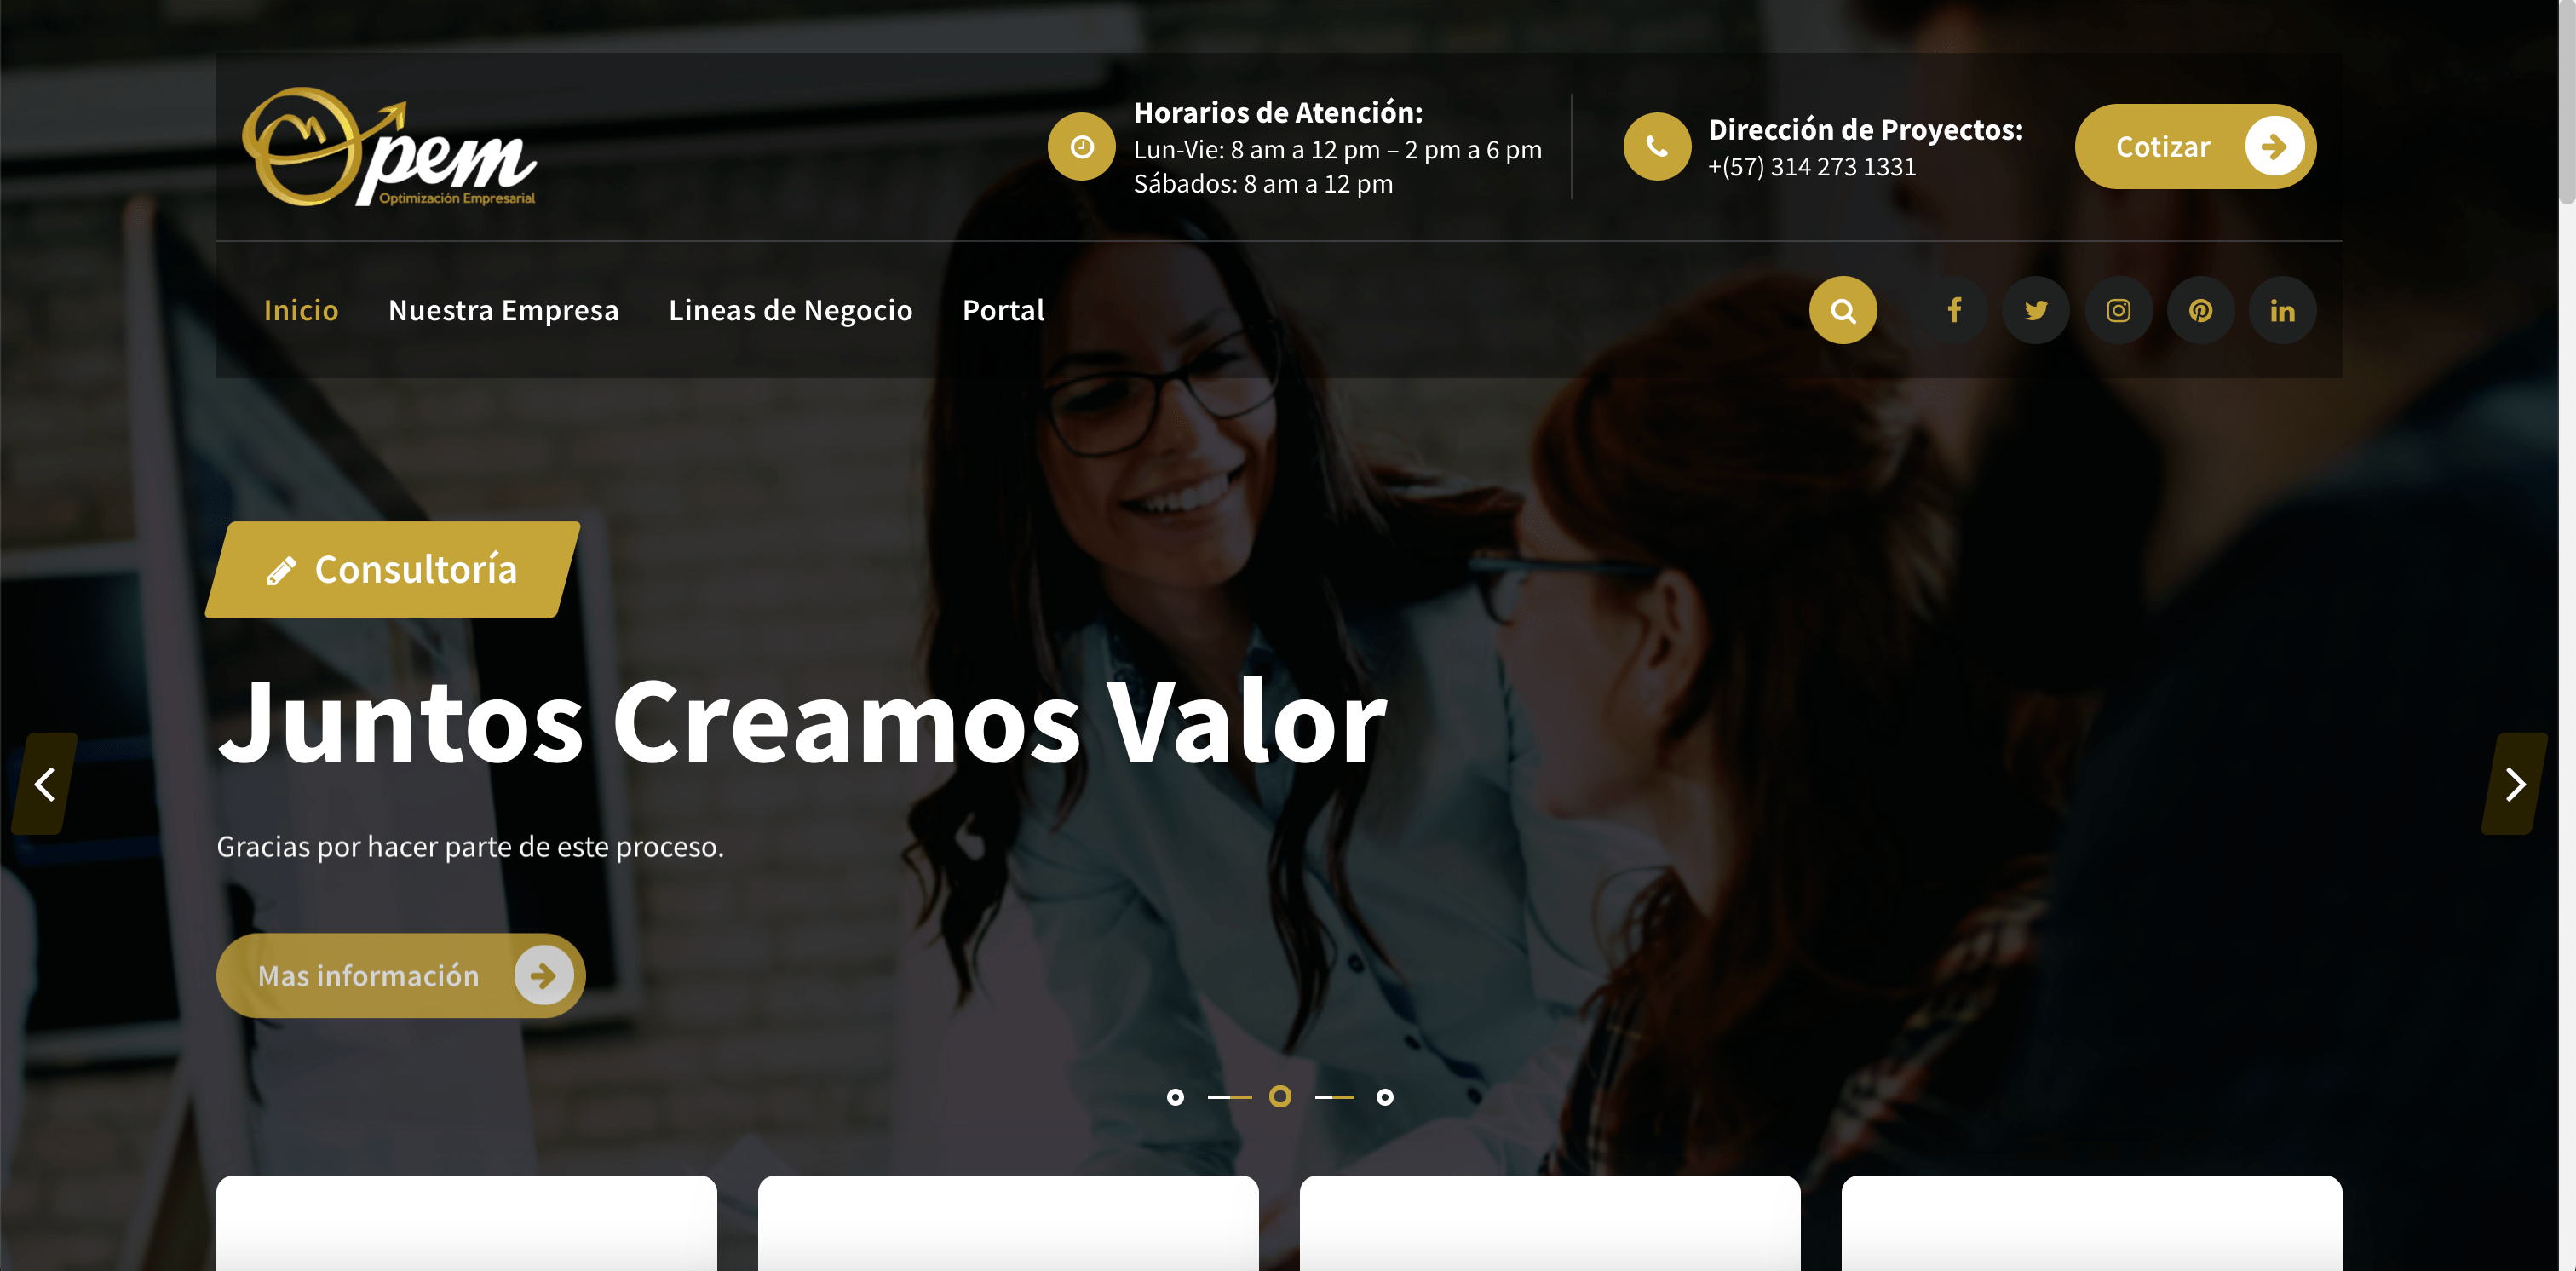 Opem
Optimización Empresarial
Horarios de Atención:
Lun-Vie: 8 am a 12 pm – 2 pm a 6 pm
Sábados: 8 am a 12 pm
Dirección de Proyectos:
+(57) 314 273 1331
Cotizar
Inicio
Nuestra Empresa
Lineas de Negocio
Portal
Consultoría
Juntos Creamos Valor
Gracias por hacer parte de este proceso.
Mas información